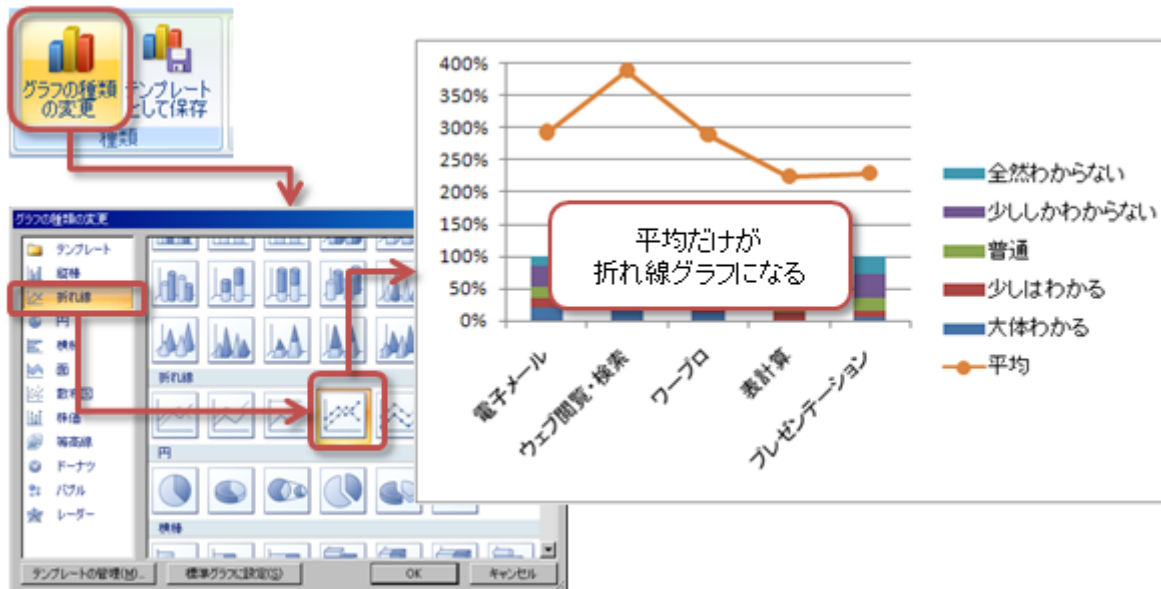 グラフの種類
の変更
テンプレート
として保存
種類
グラフの種類の変更
テンプレート
縦棒
折れ線
円
横棒
面
散布図
株価
等高線
ドーナツ
バブル
レーダー
折れ線
円
横棒
テンプレートの管理(M)...
標準グラフに設定(S)
OK
キャンセル
400%
350%
300%
250%
200%
150%
100%
50%
0%
平均だけが
折れ線グラフになる
電子メール
ウェブ閲覧・検索
ワープロ
表計算
プレゼンテーション
全然わからない
少ししかわからない
普通
少しはわかる
大体わかる
平均